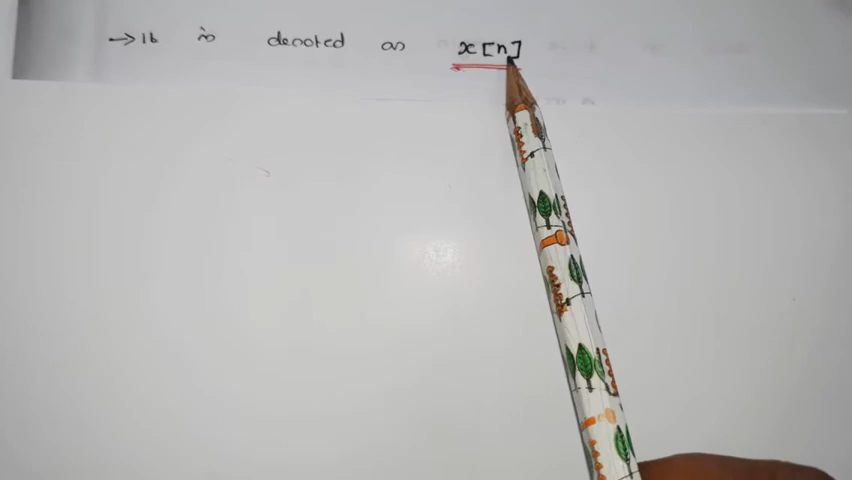 → It is denoted as x[n]